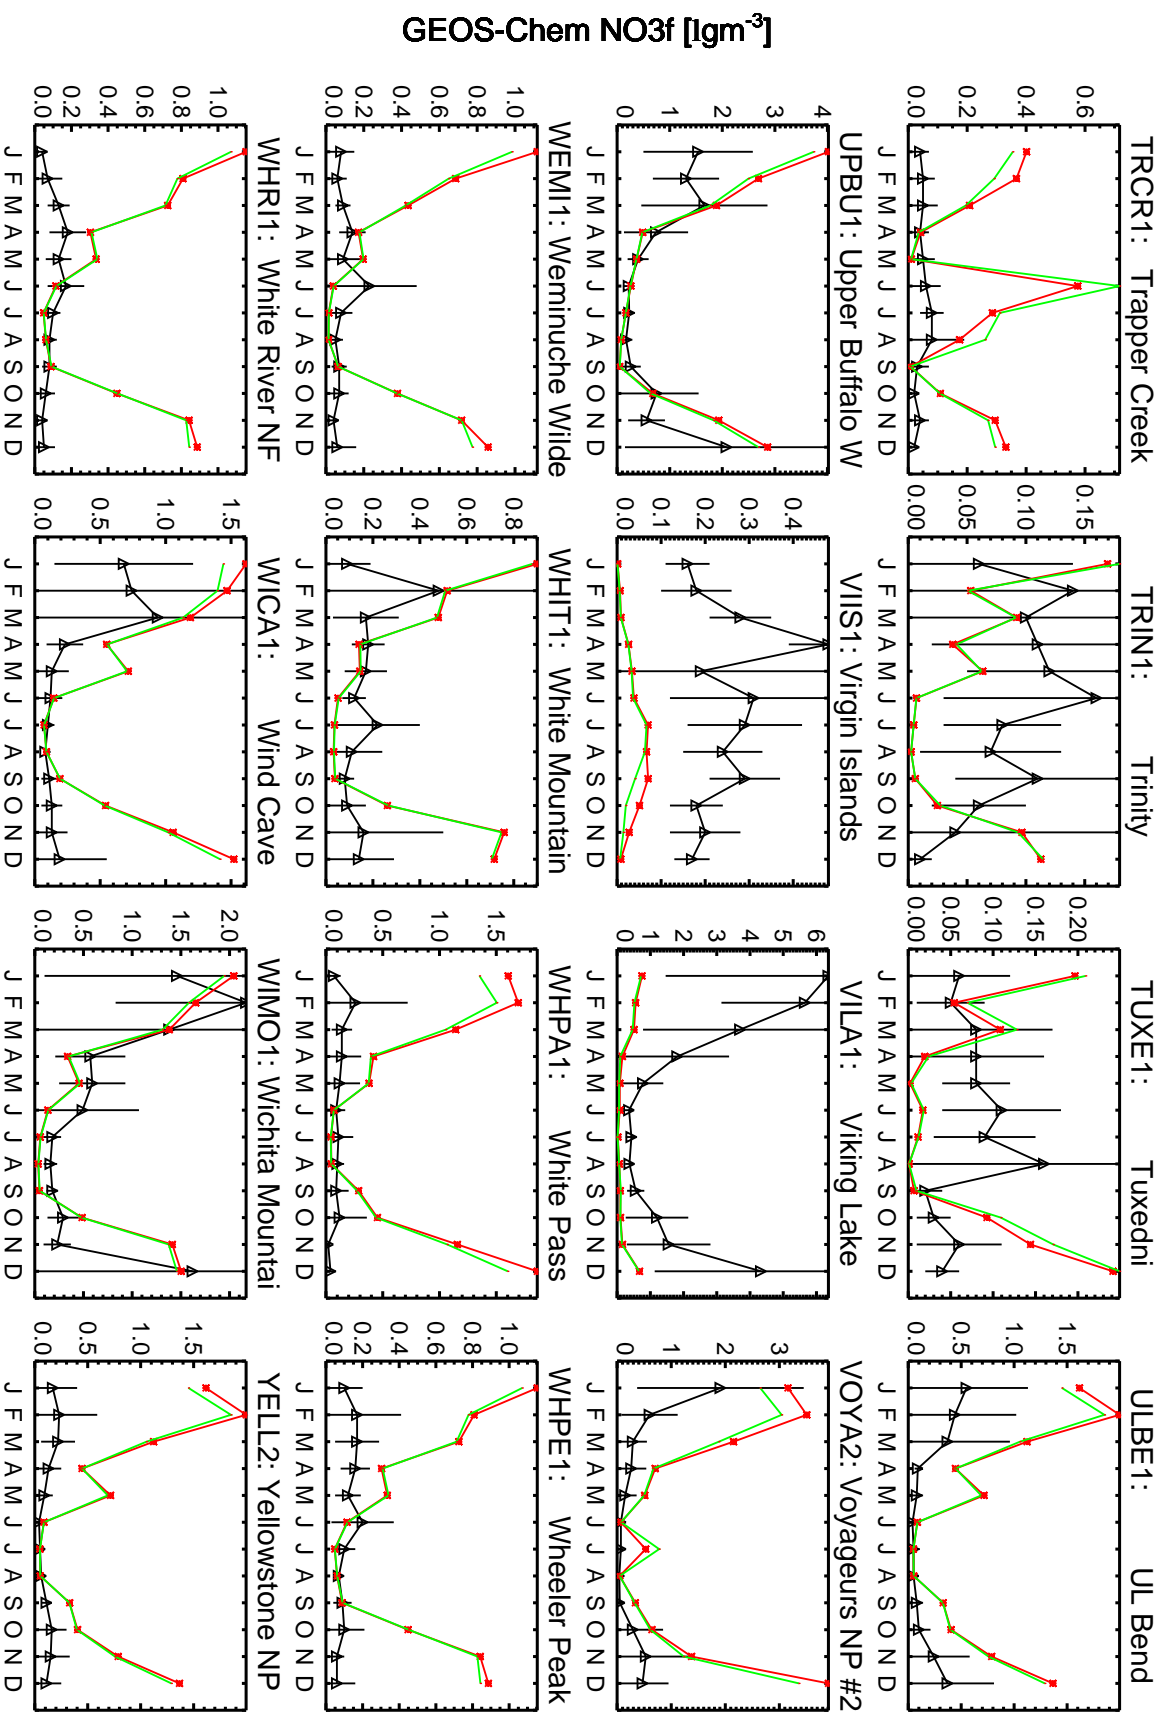 GEOS-Chem NO3f [lgm-3]
TRCR1: Trapper Creek
0.6
0.4
0.2
0.0
J F M A M J J A S O N D
TRIN1: Trinity
0.15
0.10
0.05
0.00
J F M A M J J A S O N D
TUXE1: Tuxedni
0.20
0.15
0.10
0.05
0.00
J F M A M J J A S O N D
ULBE1: UL Bend
1.5
1.0
0.5
0.0
J F M A M J J A S O N D
UPBU1: Upper Buffalo W
4
3
2
1
0
J F M A M J J A S O N D
VIIS1: Virgin Islands
0.4
0.3
0.2
0.1
0.0
J F M A M J J A S O N D
VILA1: Viking Lake
6
5
4
3
2
1
0
J F M A M J J A S O N D
VOYA2: Voyageurs NP #2
3
2
1
0
J F M A M J J A S O N D
WEMI1: Weminuche Wilde
1.0
0.8
0.6
0.4
0.2
0.0
J F M A M J J A S O N D
WHIT1: White Mountain
0.8
0.6
0.4
0.2
0.0
J F M A M J J A S O N D
WHPA1: White Pass
1.5
1.0
0.5
0.0
J F M A M J J A S O N D
WHPE1: Wheeler Peak
1.0
0.8
0.6
0.4
0.2
0.0
J F M A M J J A S O N D
WHRI1: White River NF
1.0
0.8
0.6
0.4
0.2
0.0
J F M A M J J A S O N D
WICA1: Wind Cave
1.5
1.0
0.5
0.0
J F M A M J J A S O N D
WIMO1: Wichita Mountai
2.0
1.5
1.0
0.5
0.0
J F M A M J J A S O N D
YELL2: Yellowstone NP
1.5
1.0
0.5
0.0
J F M A M J J A S O N D